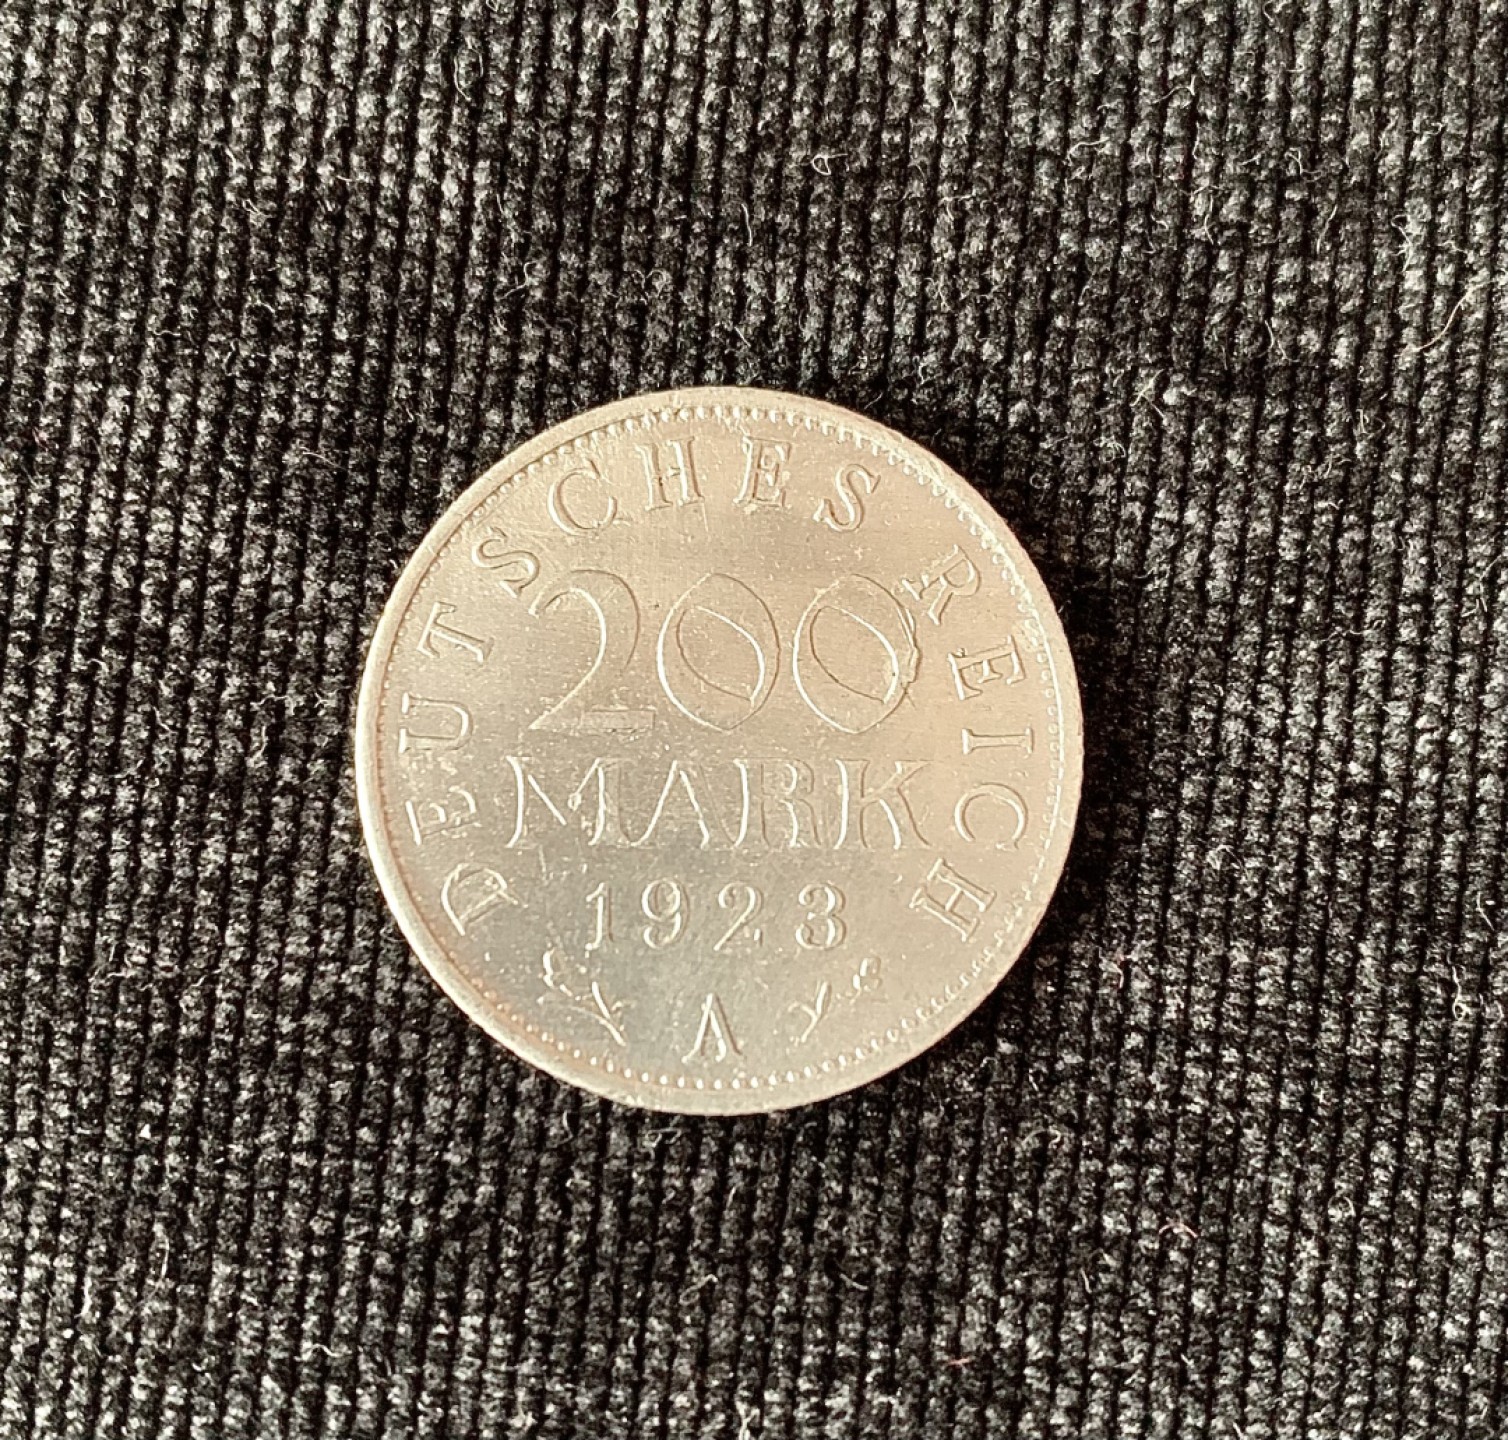 DEUTSCHES REICH
200
MARK
1923
A